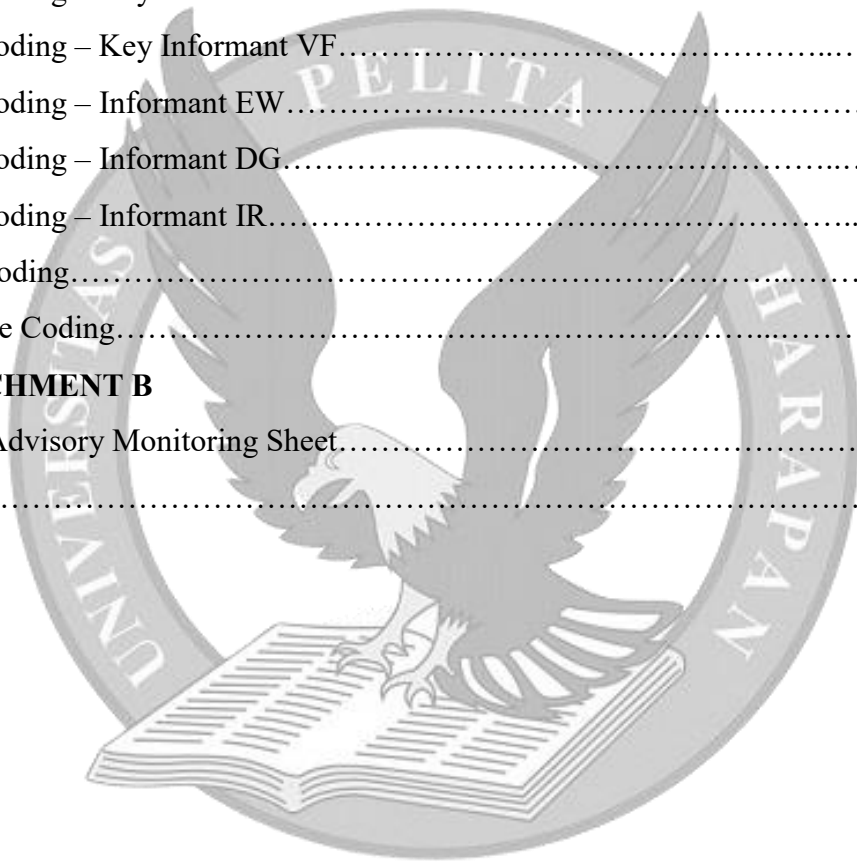 oding – Key Informant VF……………………………………………..…
oding – Informant EW……………………………………..………
oding – Informant DG……………………………………………..…
oding – Informant IR……………………………………………..
oding……………………………………………..………
e Coding……………………………………..………
CHMENT B
Advisory Monitoring Sheet……………………………………..…
……………………………………………………………..
UNIVERSITAS PELITA HARAPAN